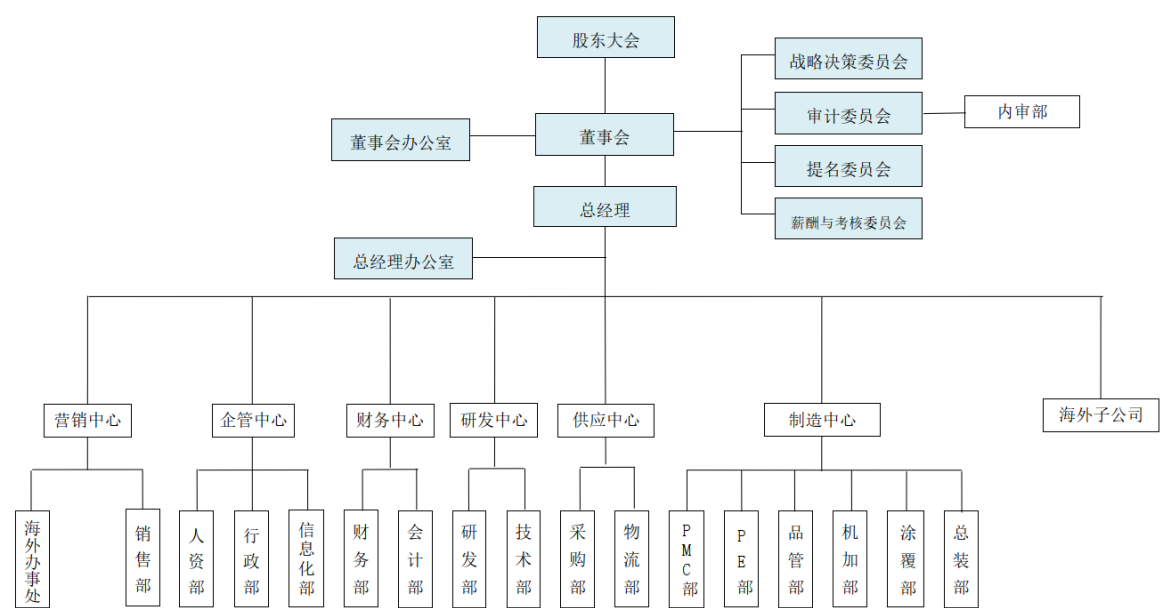 股东大会
战略决策委员会
审计委员会
内审部
董事会办公室
董事会
提名委员会
总经理
薪酬与考核委员会
总经理办公室
营销中心
企管中心
财务中心
研发中心
供应中心
制造中心
海外子公司
海外办事处
销售部
人资部
行政部
信息化部
财务部
会计部
研发部
技术部
采购部
物流部
PMC部
PE部
品管部
机加部
涂覆部
总装部